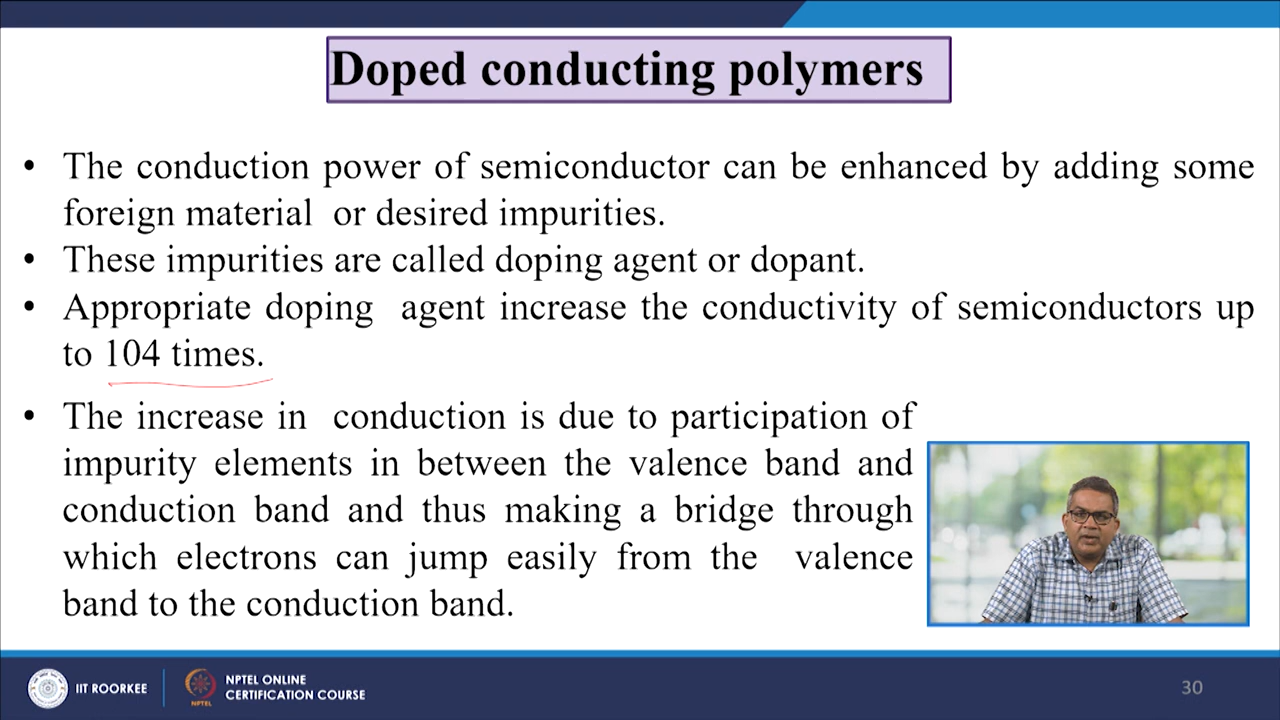 Doped conducting polymers
• The conduction power of semiconductor can be enhanced by adding some
foreign material or desired impurities.
• These impurities are called doping agent or dopant.
• Appropriate doping agent increase the conductivity of semiconductors up
to 104 times.
• The increase in conduction is due to participation of
impurity elements in between the valence band and
conduction band and thus making a bridge through
which electrons can jump easily from the valence
band to the conduction band.
IIT ROORKEE
NPTEL
NPTEL ONLINE
CERTIFICATION COURSE
30